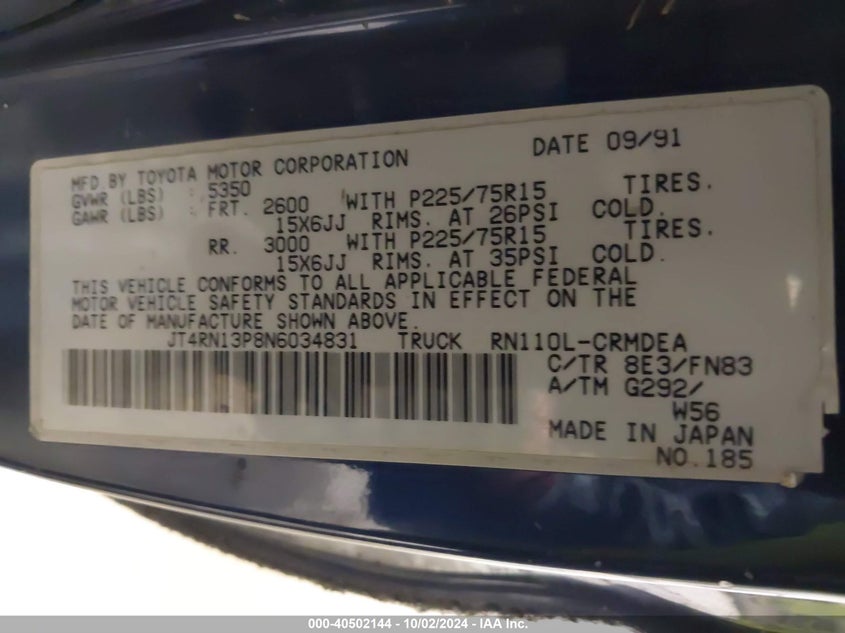 MFD.BY TOYOTA MOTOR CORPORATION DATE 09/91
GVWR (LBS) : 5350
GAWR (LBS) : FRT. 2600 WITH P225/75R15 TIRES.
15X6JJ RIMS. AT 26PSI COLD.
RR. 3000 WITH P225/75R15 TIRES.
15X6JJ RIMS. AT 35PSI COLD.
THIS VEHICLE CONFORMS TO ALL APPLICABLE FEDERAL
MOTOR VEHICLE SAFETY STANDARDS IN EFFECT ON THE
DATE OF MANUFACTURE SHOWN ABOVE.
JT4RN13P8N6034831 TRUCK RN110L-CRMDEA
C/TR 8E3/FN83
A/TM G292/
W56
MADE IN JAPAN
NO.185
000-40502144 - 10/02/2024 - IAA Inc.